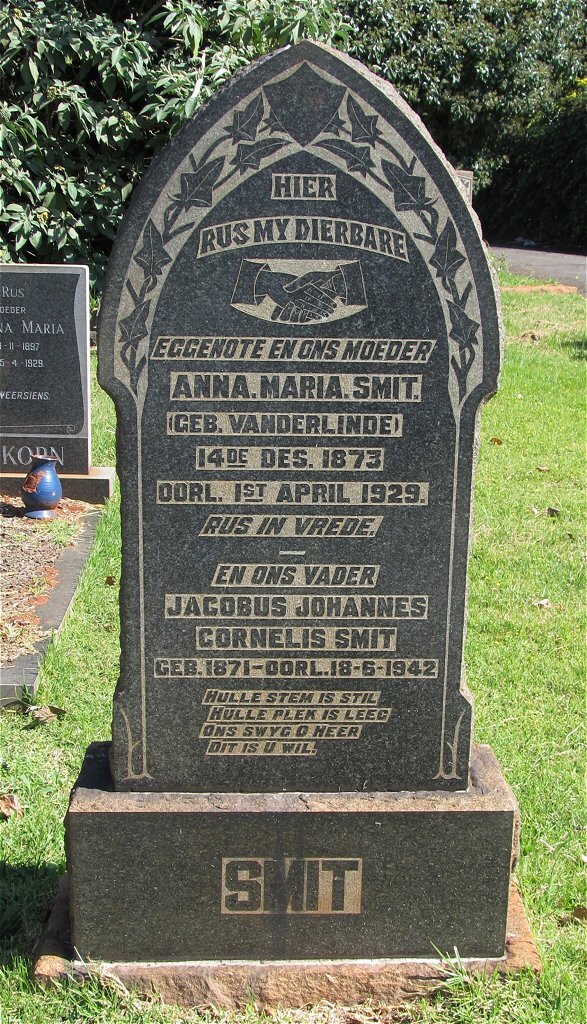 HIER
RUS MY DIERBARE
EGGENOTE EN ONS MOEDER
ANNA. MARIA. SMIT.
(GEB. VANDERLINDE)
14DE DES. 1873
OORL. 1ST APRIL 1929.
RUS IN VREDE.
EN ONS VADER
JACOBUS JOHANNES
CORNELIS SMIT
GEB. 1871-OORL. 18-6-1942
HULLE STEM IS STIL
HULLE PLEK IS LEEG
ONS SWYG O HEER
DIT IS U WIL.
SMIT
RUS
OEDER
NA MARIA
-11-1897
5-4-1929.
WEERSIENS.
KORN